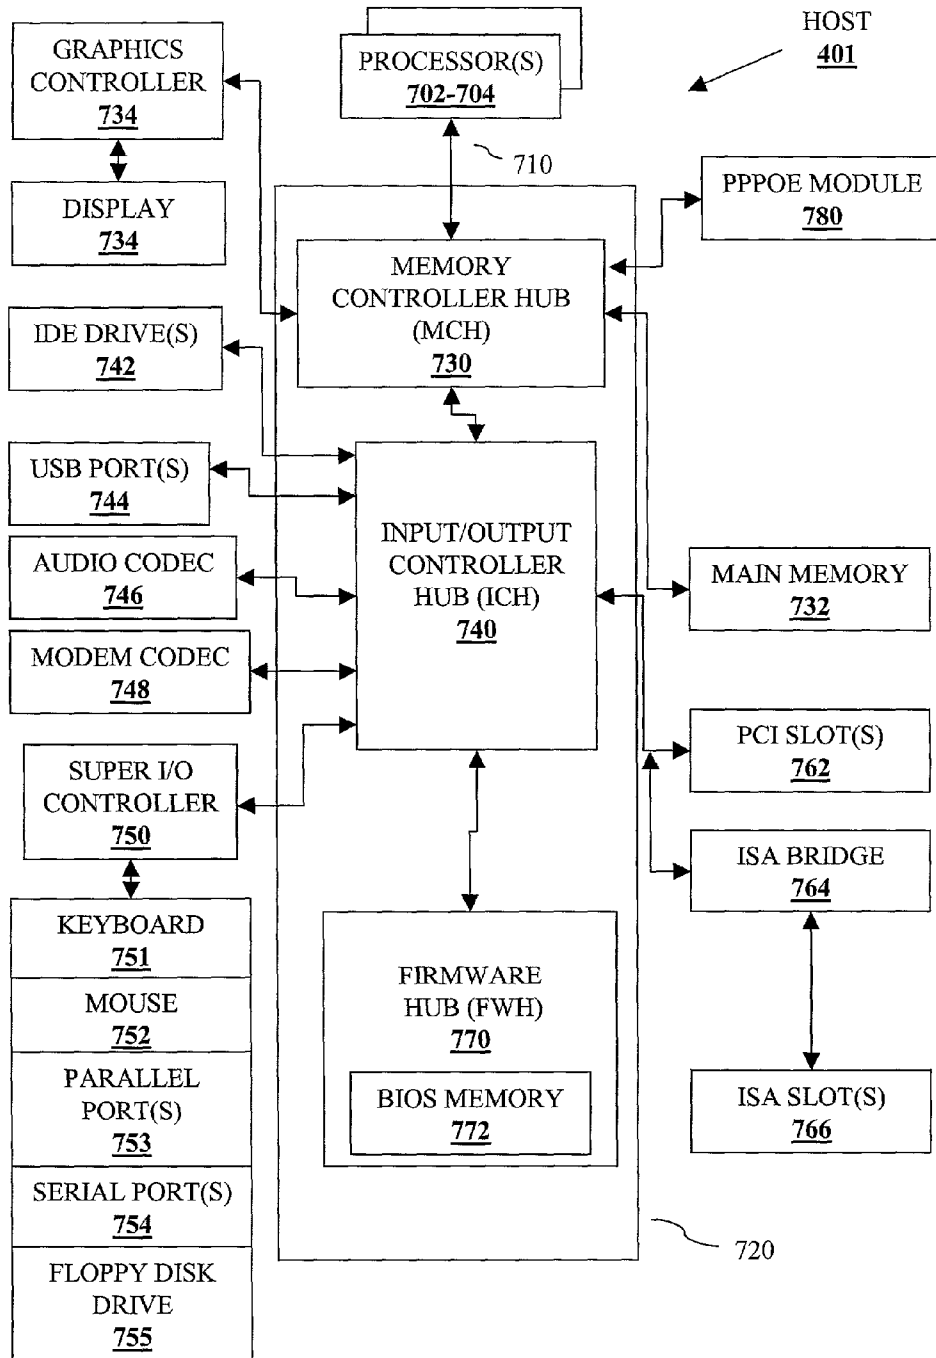 HOST
401
GRAPHICS
CONTROLLER
734
PROCESSOR(S)
702-704
710
DISPLAY
734
PPPOE MODULE
780
MEMORY
CONTROLLER HUB
(MCH)
730
IDE DRIVE(S)
742
USB PORT(S)
744
AUDIO CODEC
746
MODEM CODEC
748
INPUT/OUTPUT
CONTROLLER
HUB (ICH)
740
MAIN MEMORY
732
PCI SLOT(S)
762
SUPER I/O
CONTROLLER
750
ISA BRIDGE
764
KEYBOARD
751
MOUSE
752
PARALLEL
PORT(S)
753
SERIAL PORT(S)
754
FLOPPY DISK
DRIVE
755
FIRMWARE
HUB (FWH)
770
BIOS MEMORY
772
ISA SLOT(S)
766
720